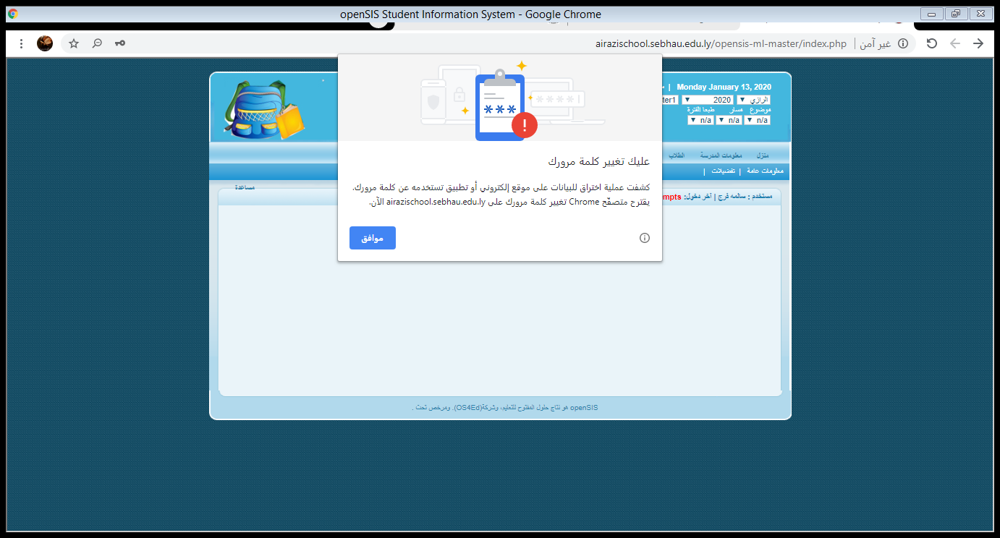 openSIS Student Information System - Google Chrome
airazischool.sebhau.edu.ly/opensis-ml-master/index.php
غير آمن
Monday January 13, 2020 |
الرازي 2020 ter1
موضوع مسار طبعا الفترة
n/a n/a n/a
منزل معلومات المدرسة الطلاب
معلومات عامة | تفضيلات |
مساعدة
مستخدم : سالمه فرج | آخر دخول: mpts
عليك تغيير كلمة مرورك
كشفت عملية اختراق للبيانات على موقع إلكتروني أو تطبيق تستخدمه عن كلمة مرورك.
يقترح متصفّح Chrome تغيير كلمة مرورك على airazischool.sebhau.edu.ly الآن.
موافق
openSIS هو نتاج حلول المفتوح للتعليم، وشركة(OS4Ed). ومرخص تحت .